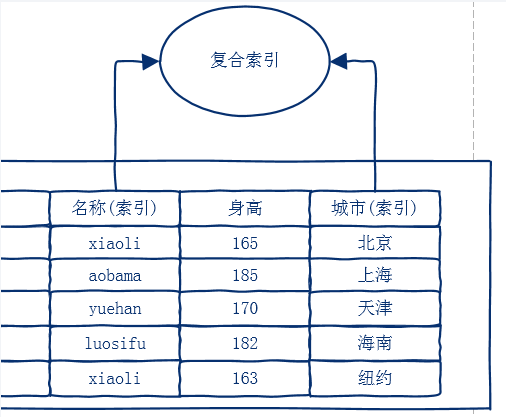 复合索引
名称(索引) 身高 城市(索引)
xiaoli 165 北京
aobama 185 上海
yuehan 170 天津
luosifu 182 海南
xiaoli 163 纽约